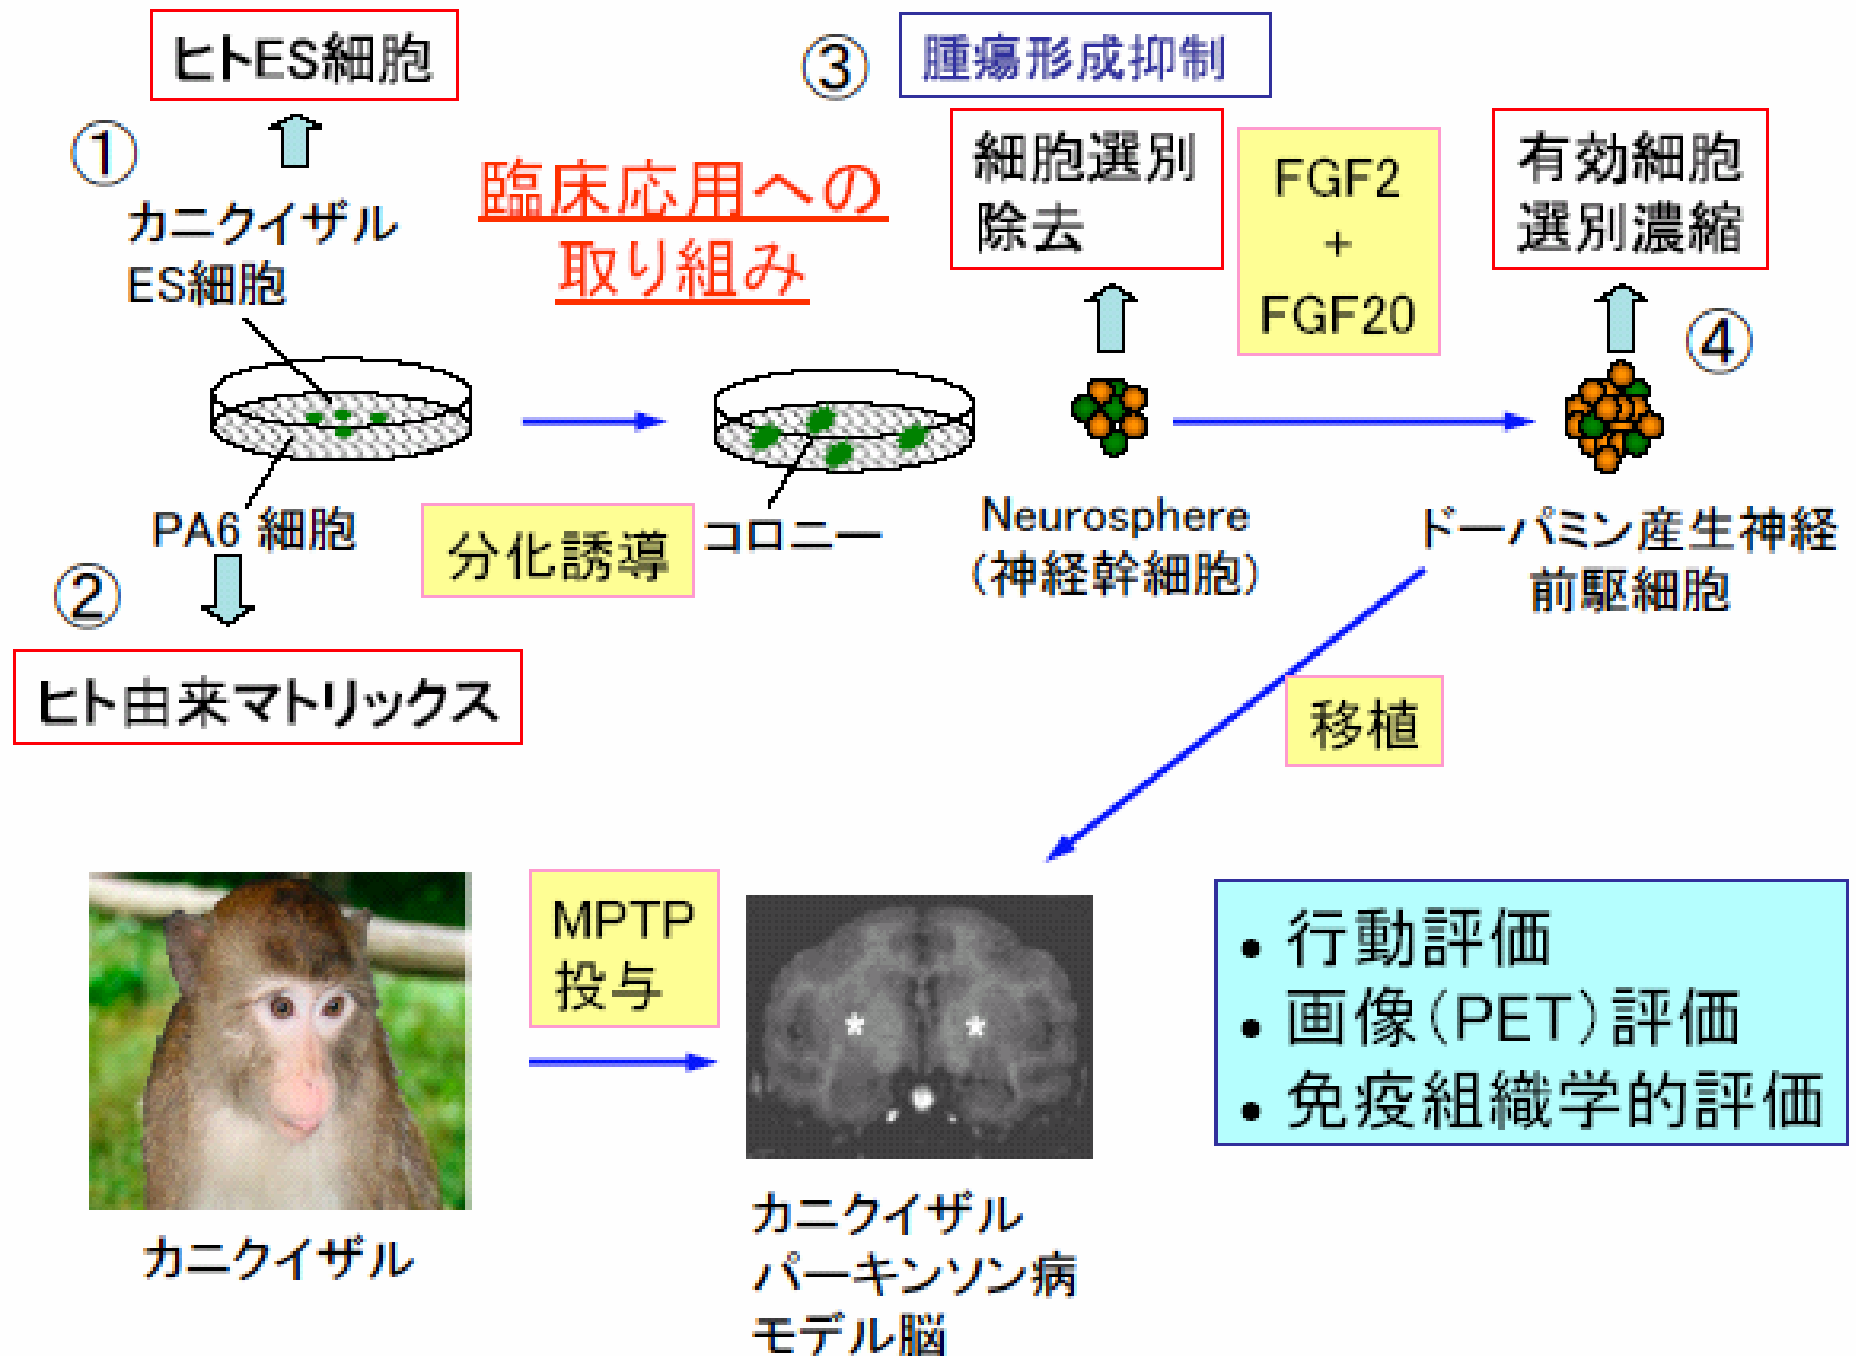 ヒトES細胞
①
カニクイザル
ES細胞
臨床応用への
取り組み
③
腫瘍形成抑制
細胞選別
除去
FGF2
+
FGF20
有効細胞
選別濃縮
④
PA6 細胞
分化誘導
コロニー
Neurosphere
(神経幹細胞)
ドーパミン産生神経
前駆細胞
②
ヒト由来マトリックス
移植
MPTP
投与
* *
カニクイザル
カニクイザル
パーキンソン病
モデル脳
• 行動評価
• 画像(PET)評価
• 免疫組織学的評価